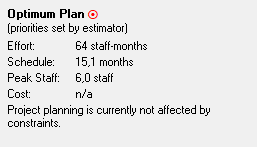 Optimum Plan
(priorities set by estimator)
Effort: 64 staff-months
Schedule: 15,1 months
Peak Staff: 6,0 staff
Cost: n/a
Project planning is currently not affected by
constraints.